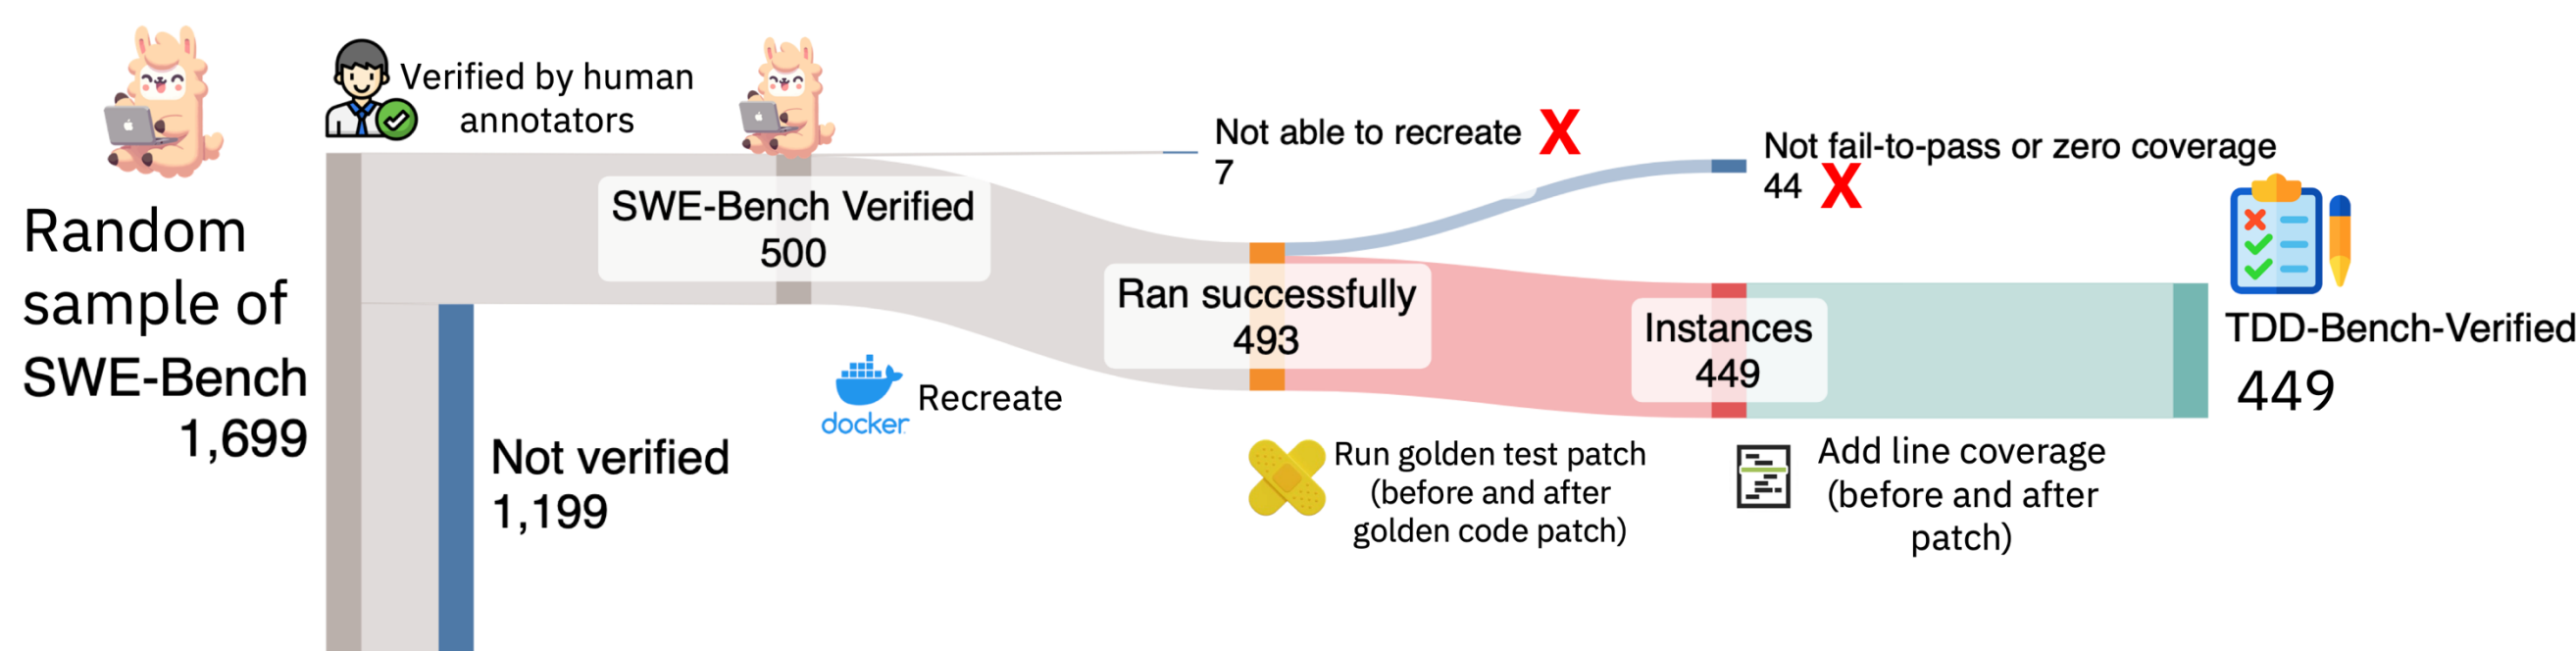 Random
sample of
SWE-Bench
1,699
Verified by human
annotators
Not verified
1,199
SWE-Bench Verified
500
docker
Recreate
Not able to recreate X
7
Ran successfully
493
Run golden test patch
(before and after
golden code patch)
Not fail-to-pass or zero coverage
44 X
Instances
449
Add line coverage
(before and after
patch)
TDD-Bench-Verified
449